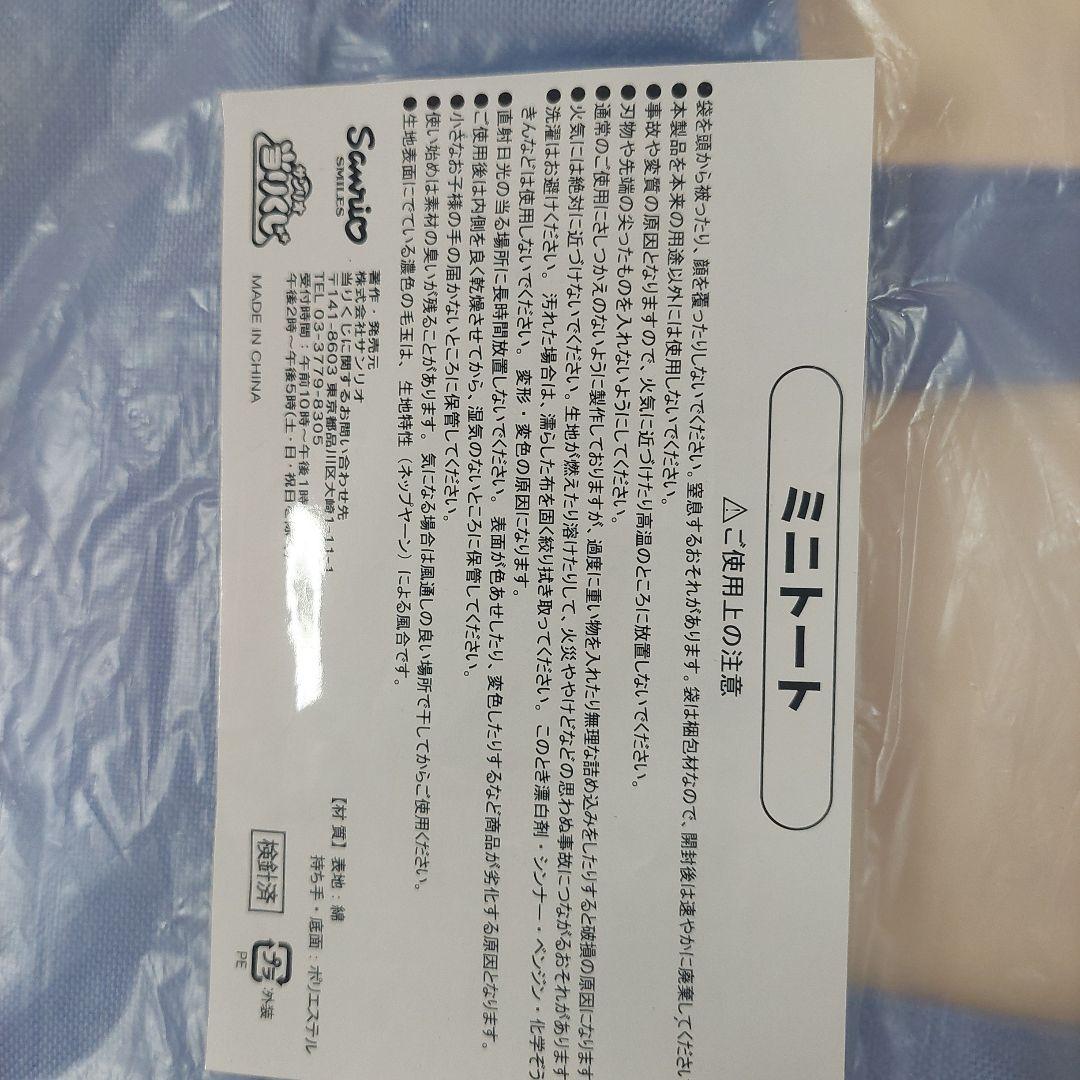 ミニトート
⚠ご使用上の注意
●袋を頭から被ったり、顔を覆ったりしないでください。窒息するおそれがあります。袋は梱包材なので、開封後は速やかに廃棄してください
●本製品を本来の用途以外には使用しないでください。
●事故や変質の原因となりますので、火気に近づけたり高温のところに放置しないでください。
●刃物や先端の尖ったものを入れないようにしてください。
●通常のご使用にさしつかえのないように製作しておりますが、過度に重い物を入れたり無理な詰め込みをしたりすると破損の原因になります
●火気には絶対に近づけないでください。生地が燃えたり溶けたりして、火災ややけどなどの思わぬ事故につながるおそれがあります
●洗濯はお避けください。汚れた場合は、濡らした布を固く絞り拭き取ってください。このとき漂白剤・シンナー・ベンジン・化学ぞう
きんなどは使用しないでください。変形・変色の原因になります。
●直射日光の当る場所に長時間放置しないでください。表面が色あせしたり、変色したりするなど商品が劣化する原因となります。
●ご使用後は内側を良く乾燥させてから、湿気のないところに保管してください。
●小さなお子様の手の届かないところに保管してください。
●使い始めは素材の臭いが残ることがあります。気になる場合は風通しの良い場所で干してからご使用ください。
●生地表面にでている濃色の毛玉は、生地特性（ネップヤーン）による風合です。
Sanrio
SMILES
サンリオ
当りくじ
著作・発売元
株式会社サンリオ
当りくじに関するお問い合わせ先
〒141-8603 東京都品川区大崎1-11-1
TEL 03-3779-8305
受付時間：午前10時～午後1時
午後2時～午後5時(土・日・祝日を除
MADE IN CHINA
【材 質】表地：綿
持ち手・底面：ポリエステル
検針済
プラ
外装
PE